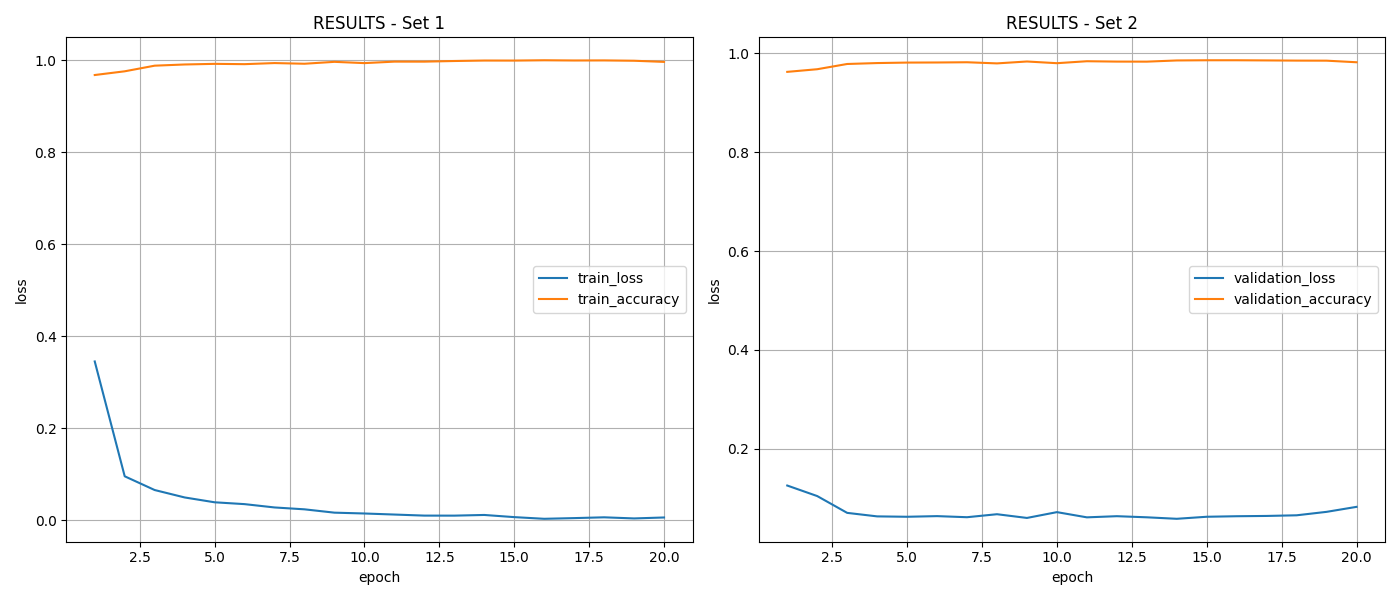 RESULTS - Set 1
1.0
0.8
0.6
0.4
0.2
0.0
loss
train_loss
train_accuracy
2.5 5.0 7.5 10.0 12.5 15.0 17.5 20.0
epoch
RESULTS - Set 2
1.0
0.8
0.6
0.4
0.2
loss
validation_loss
validation_accuracy
2.5 5.0 7.5 10.0 12.5 15.0 17.5 20.0
epoch